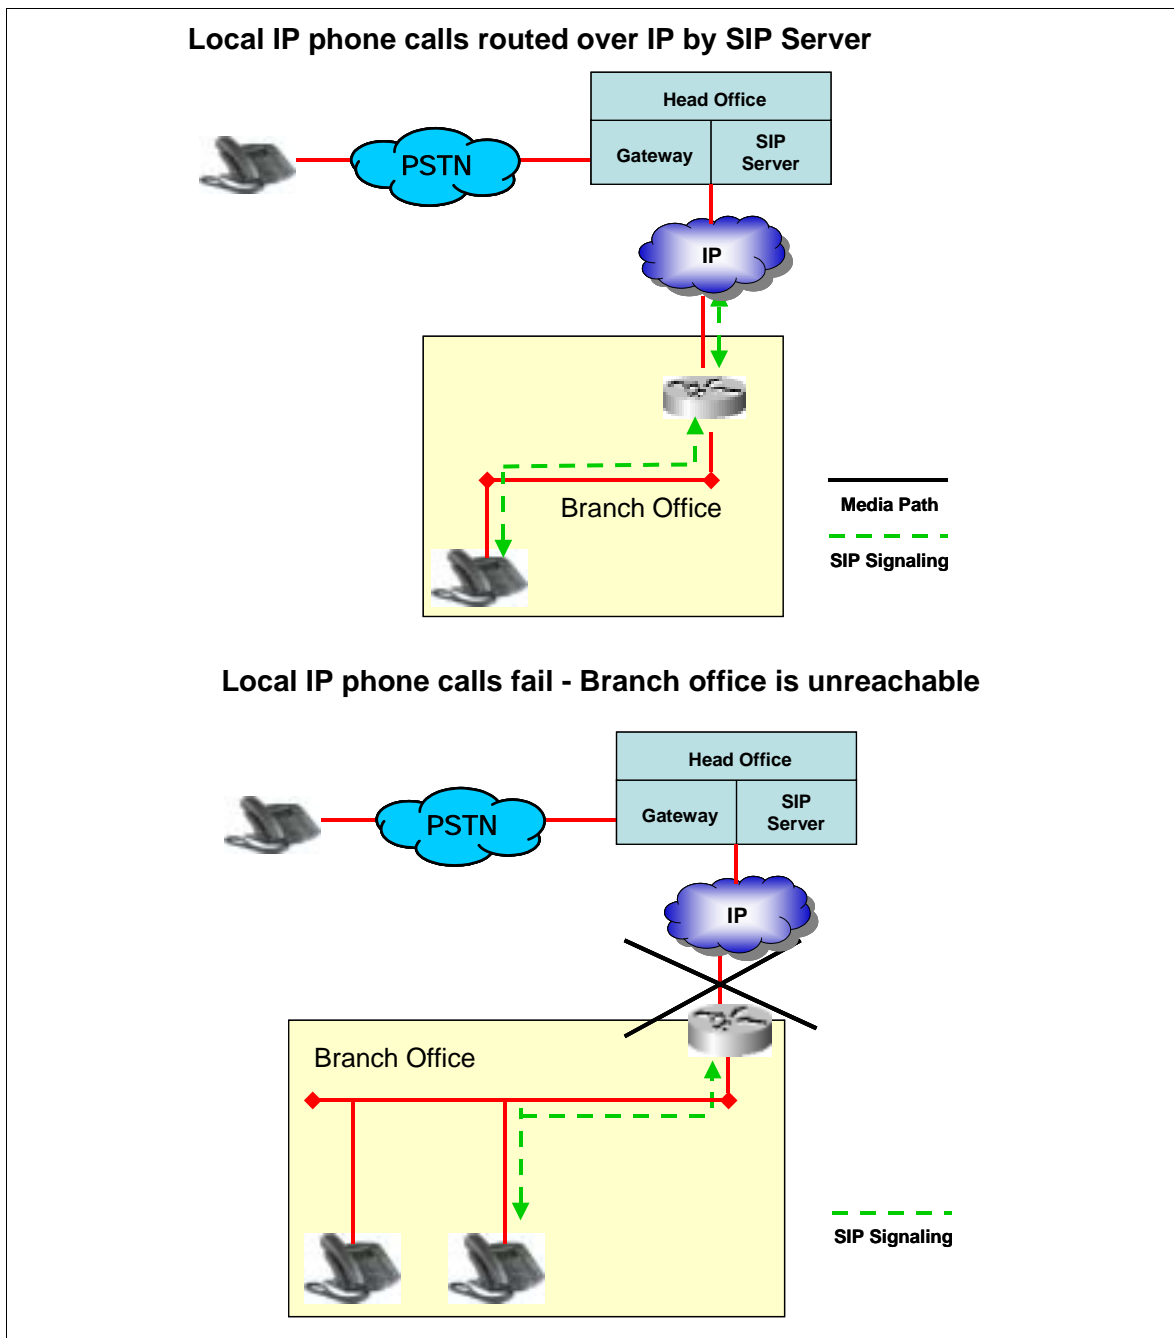 Local IP phone calls routed over IP by SIP Server
Head Office
Gateway
SIP
Server
PSTN
IP
Branch Office
Media Path
SIP Signaling
Local IP phone calls fail - Branch office is unreachable
Head Office
Gateway
SIP
Server
PSTN
IP
Branch Office
SIP Signaling